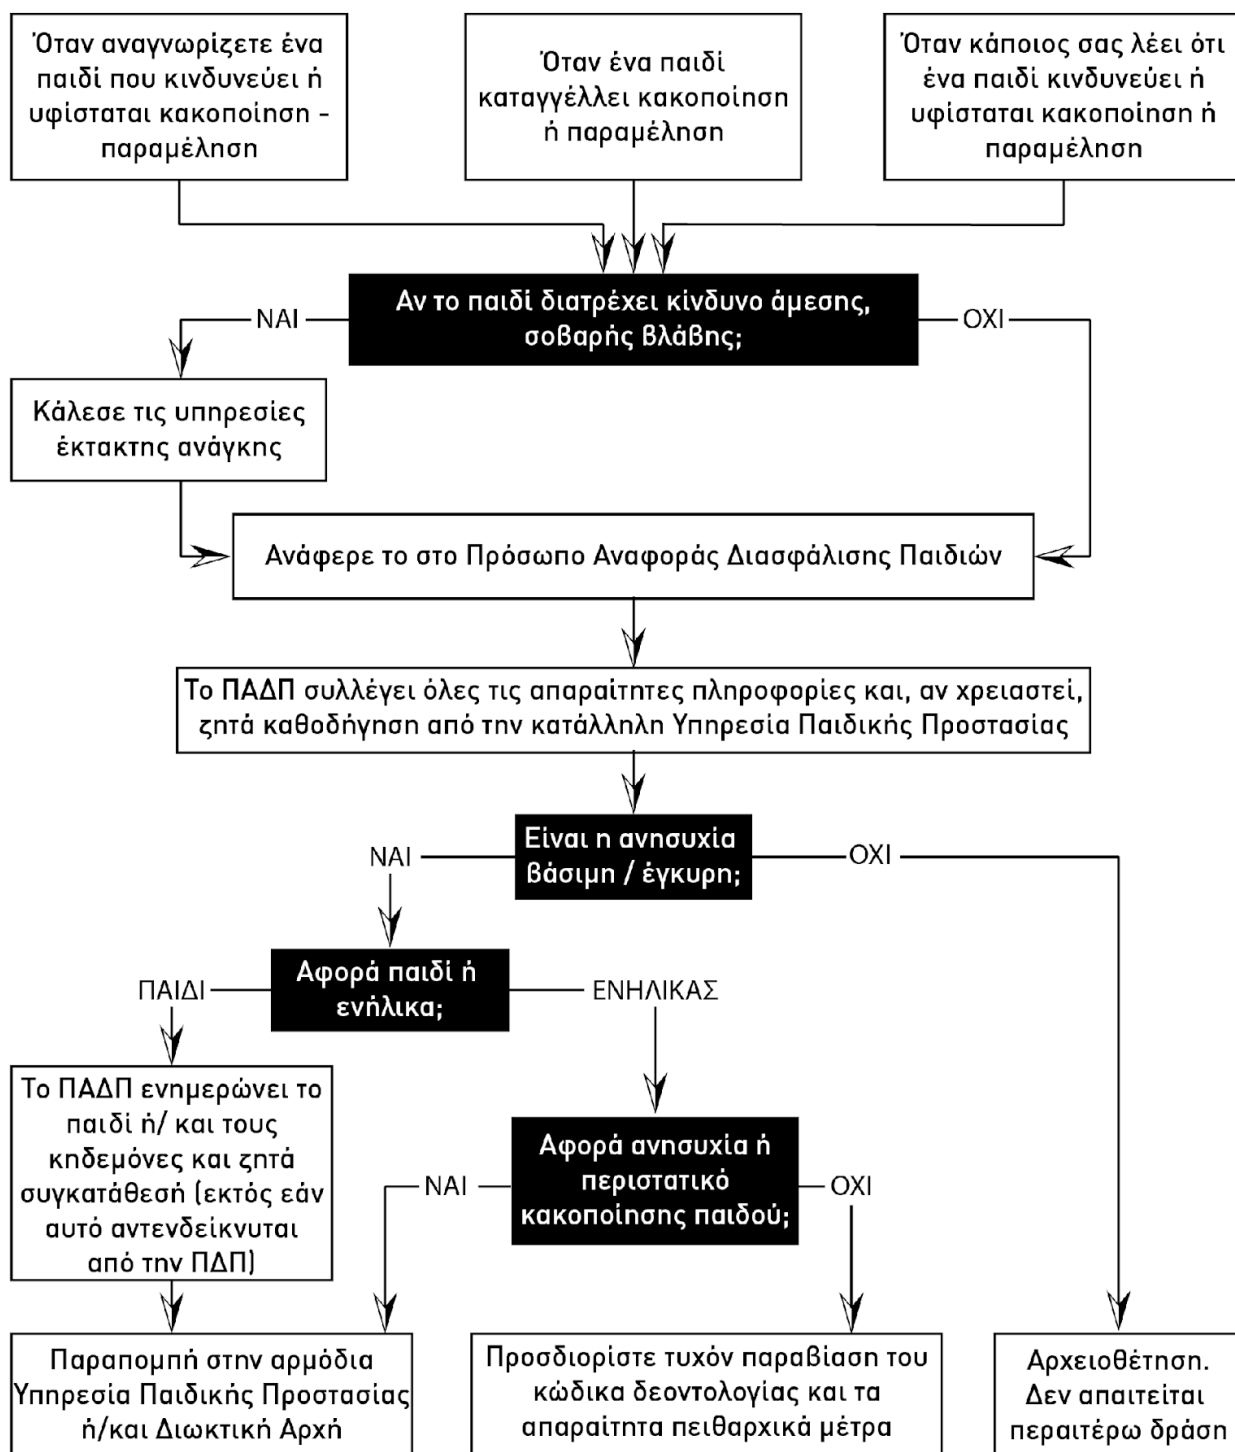 Όταν αναγνωρίζετε ένα
παιδί που κινδυνεύει ή
υφίσταται κακοποίηση -
παραμέληση
Όταν ένα παιδί
καταγγέλλει κακοποίηση
ή παραμέληση
Όταν κάποιος σας λέει ότι
ένα παιδί κινδυνεύει ή
υφίσταται κακοποίηση ή
παραμέληση
Αν το παιδί διατρέχει κίνδυνο άμεσης,
σοβαρής βλάβης;
ΝΑΙ
ΟΧΙ
Κάλεσε τις υπηρεσίες
έκτακτης ανάγκης
Ανάφερε το στο Πρόσωπο Αναφοράς Διασφάλισης Παιδιών
Το ΠΑΔΠ συλλέγει όλες τις απαραίτητες πληροφορίες και, αν χρειαστεί,
ζητά καθοδήγηση από την κατάλληλη Υπηρεσία Παιδικής Προστασίας
Είναι η ανησυχία
βάσιμη / έγκυρη;
ΝΑΙ
ΟΧΙ
Αφορά παιδί ή
ενήλικα;
ΠΑΙΔΙ
ΕΝΗΛΙΚΑΣ
Το ΠΑΔΠ ενημερώνει το
παιδί ή/ και τους
κηδεμόνες και ζητά
συγκατάθεσή (εκτός εάν
αυτό αντενδείκνυται
από την ΠΔΠ)
Αφορά ανησυχία ή
περιστατικό
κακοποίησης παιδού;
ΝΑΙ
ΟΧΙ
Παραπομπή στην αρμόδια
Υπηρεσία Παιδικής Προστασίας
ή/και Διωκτική Αρχή
Προσδιορίστε τυχόν παραβίαση του
κώδικα δεοντολογίας και τα
απαραίτητα πειθαρχικά μέτρα
Αρχειοθέτηση.
Δεν απαιτείται
περαιτέρω δράση